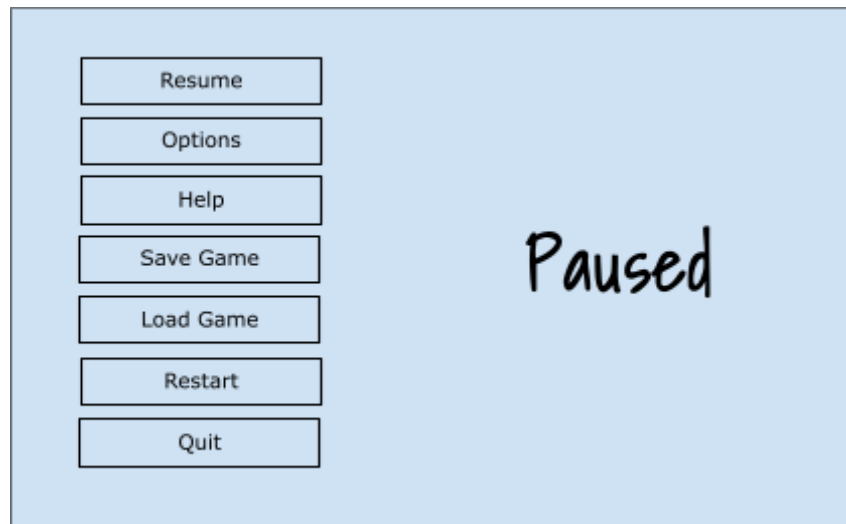 Resume
Options
Help
Save Game
Load Game
Restart
Quit
Paused